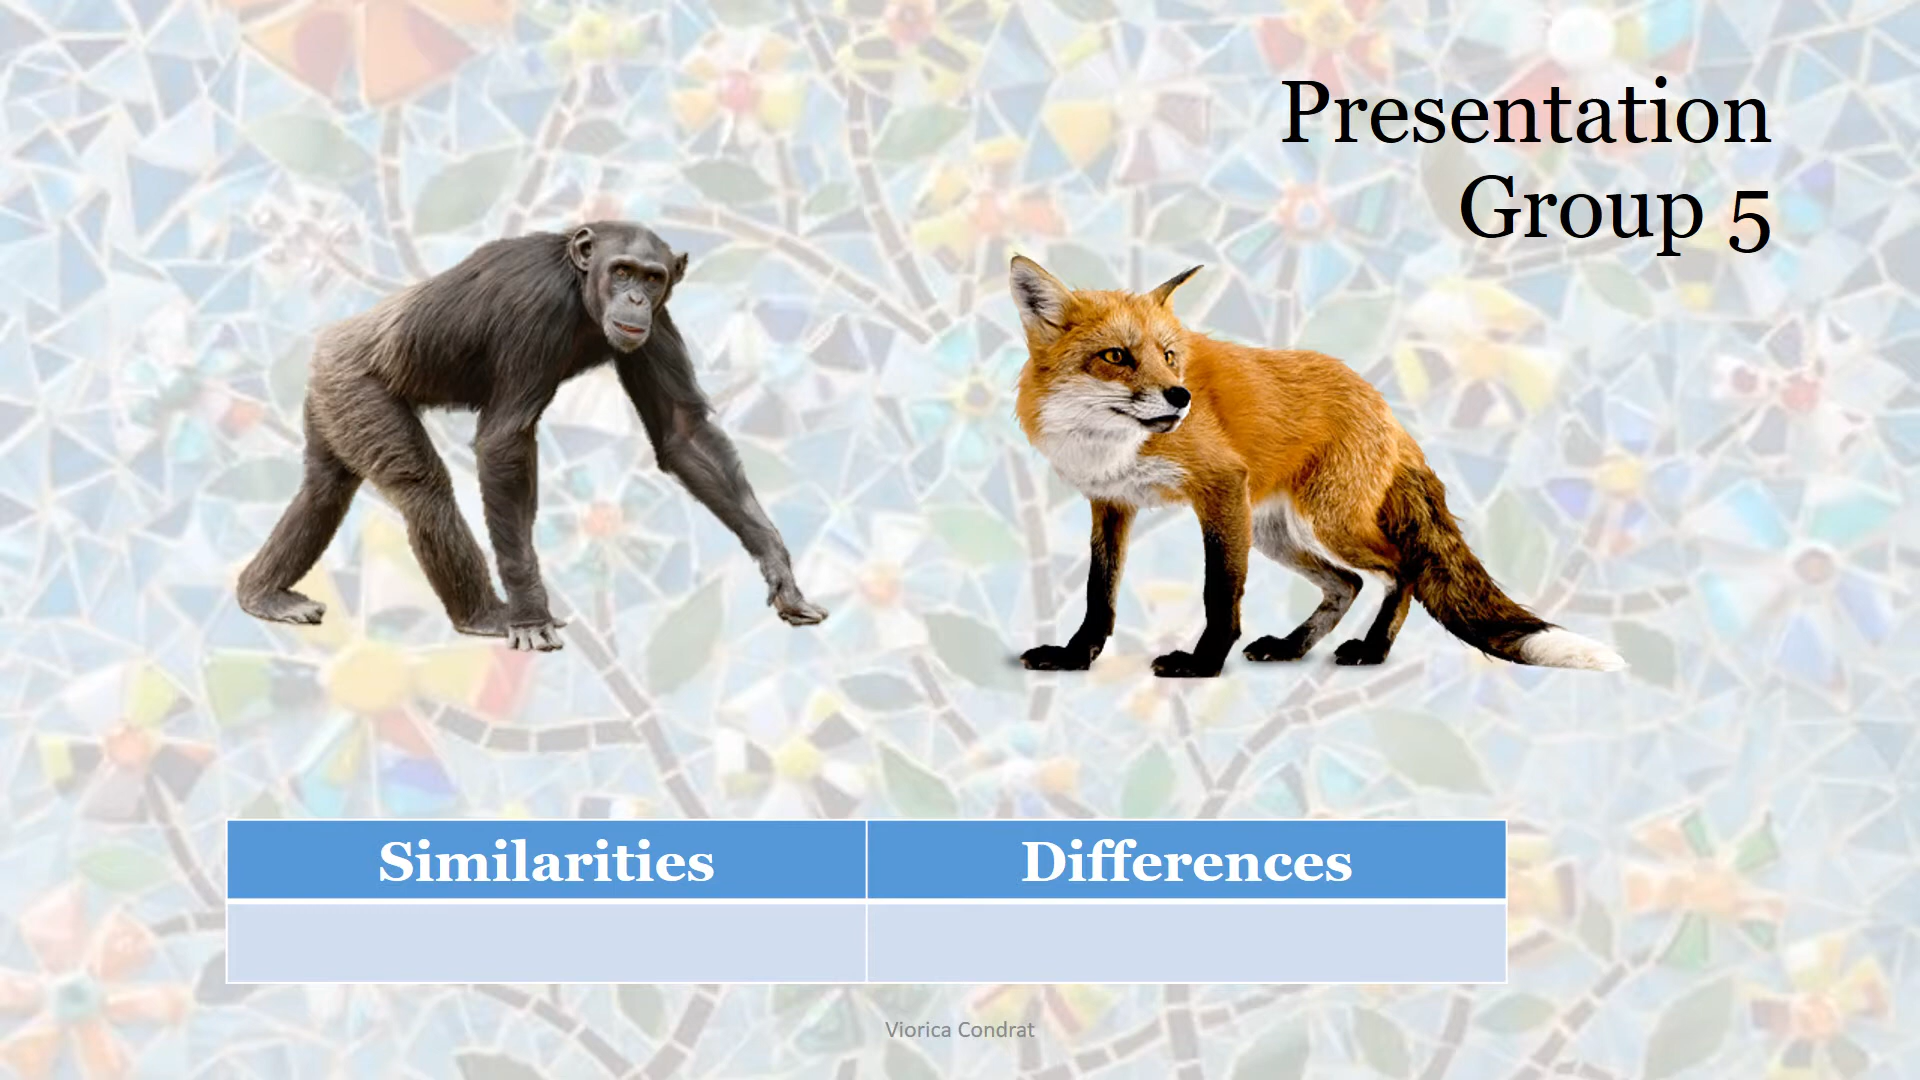 Presentation
Group 5
Similarities
Differences
Viorica Condrat